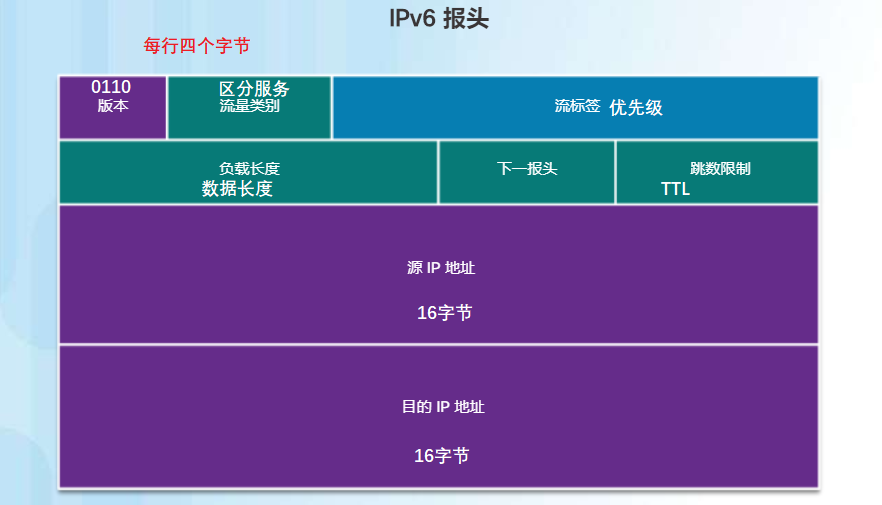 IPv6 报头
每行四个字节
0110
版本
区分服务
流量类别
流标签 优先级
负载长度
数据长度
下一报头
跳数限制
TTL
源 IP 地址
16字节
目的 IP 地址
16字节